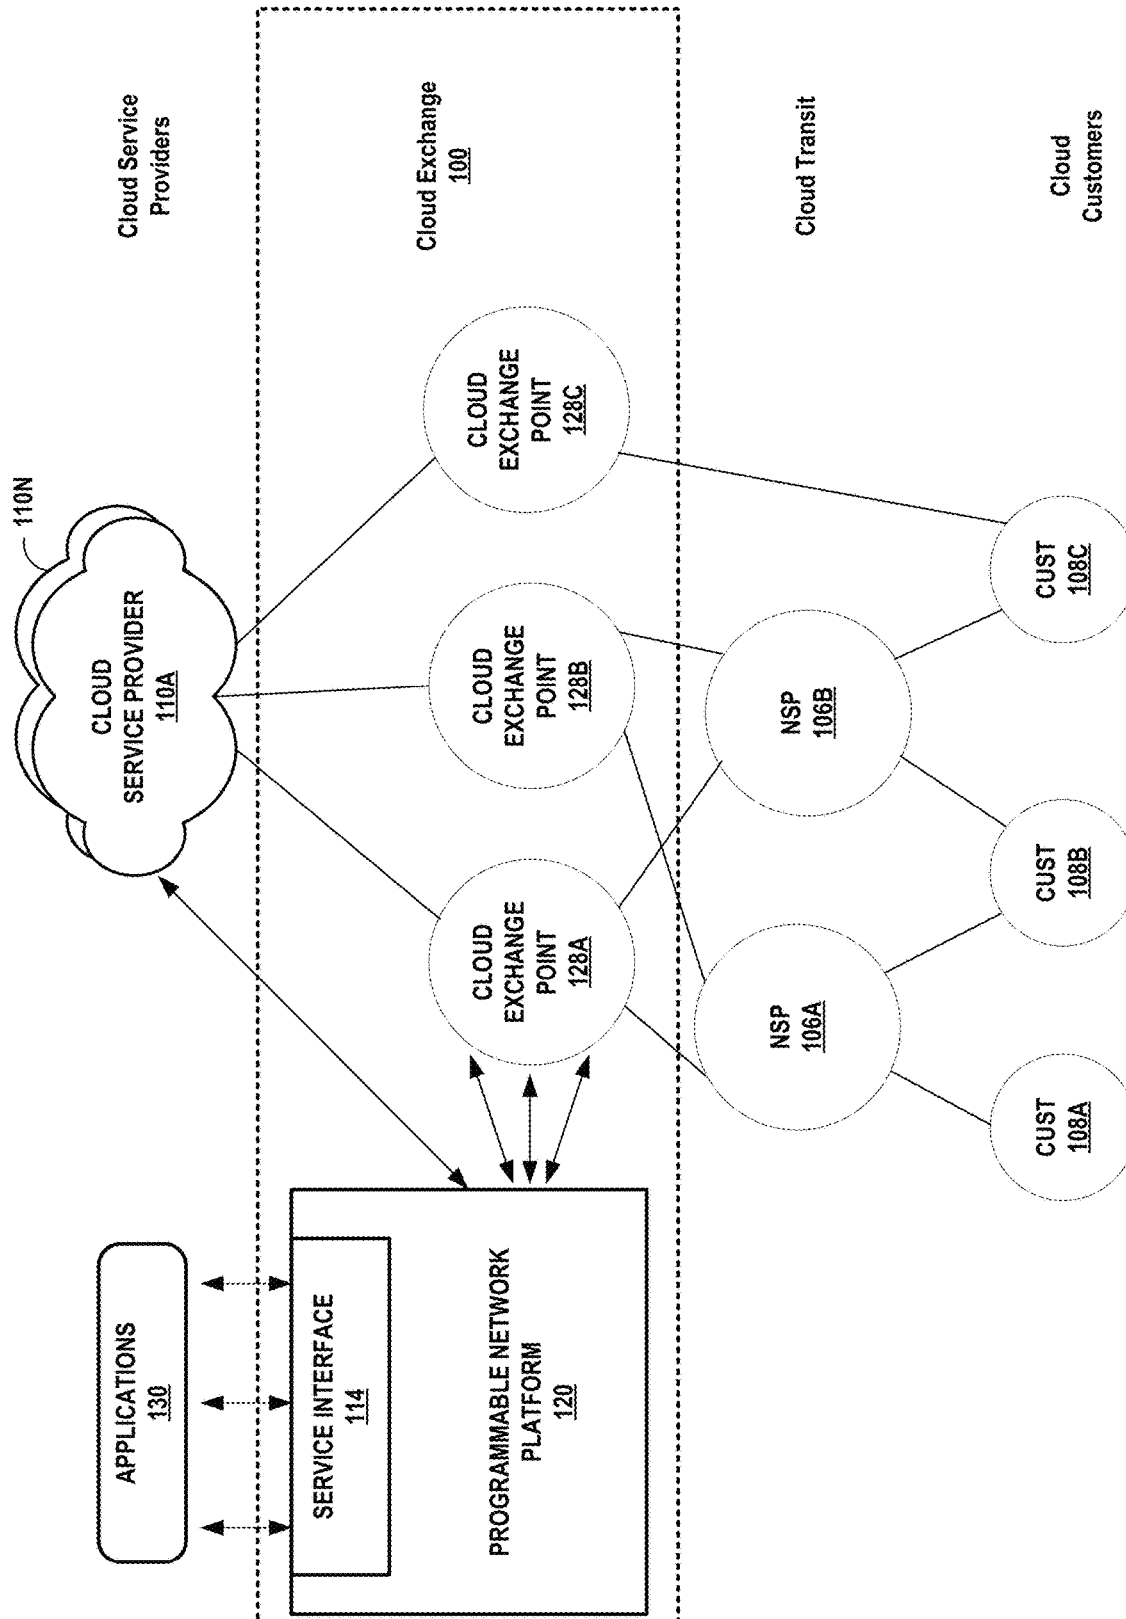 110N
CLOUD
SERVICE PROVIDER
110A
Cloud Service
Providers
APPLICATIONS
130
SERVICE INTERFACE
114
PROGRAMMABLE NETWORK
PLATFORM
120
CLOUD
EXCHANGE
POINT
128A
CLOUD
EXCHANGE
POINT
128B
CLOUD
EXCHANGE
POINT
128C
Cloud Exchange
100
NSP
106A
NSP
106B
Cloud Transit
CUST
108A
CUST
108B
CUST
108C
Cloud
Customers